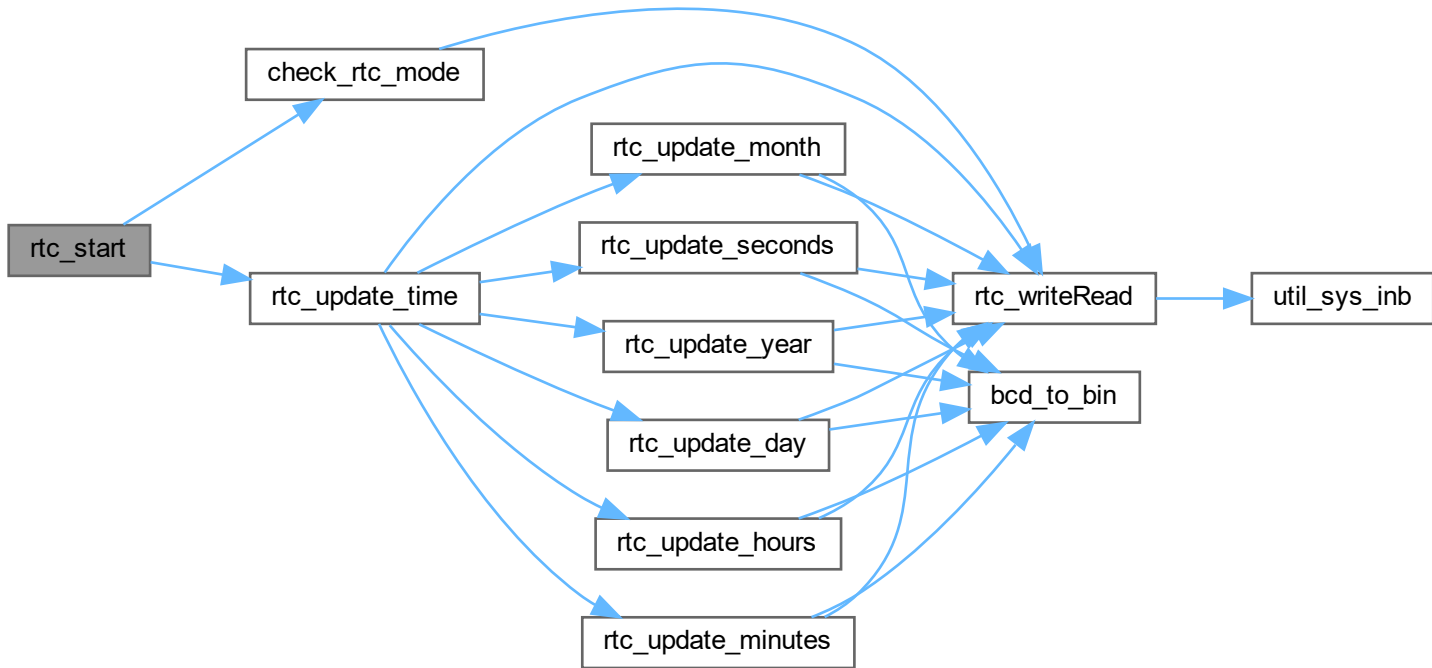 check_rtc_mode
rtc_update_month
rtc_start
rtc_update_seconds
rtc_update_time
rtc_writeRead
util_sys_inb
rtc_update_year
bcd_to_bin
rtc_update_day
rtc_update_hours
rtc_update_minutes